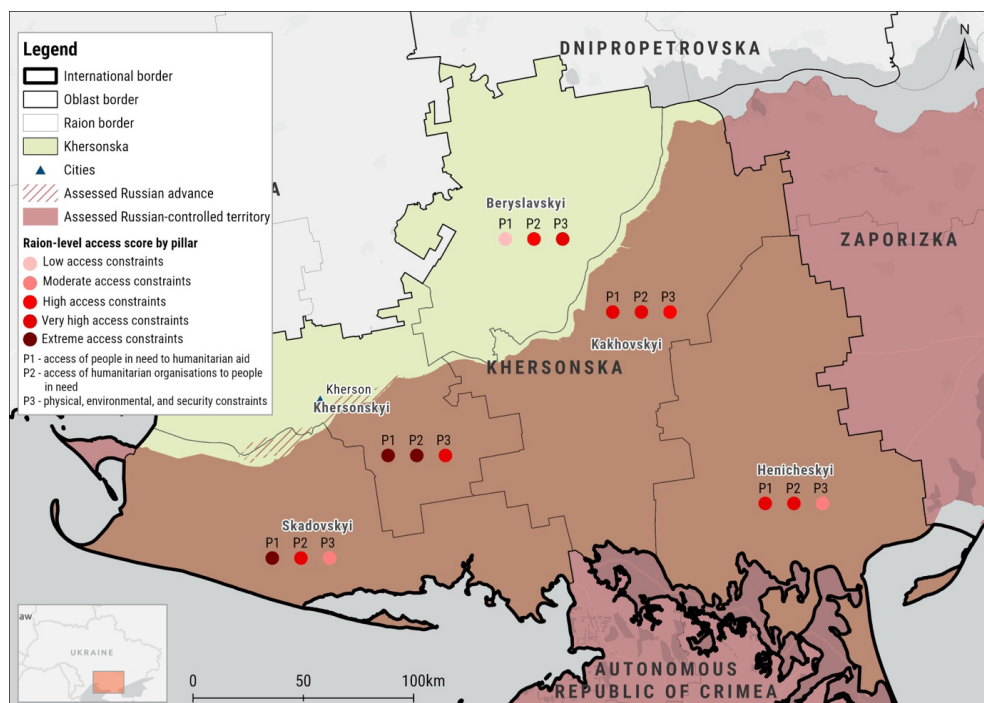 Legend
International border
Oblast border
Raion border
Khersonska
Cities
Assessed Russian advance
Assessed Russian-controlled territory
Raion-level access score by pillar
Low access constraints
Moderate access constraints
High access constraints
Very high access constraints
Extreme access constraints
P1 - access of people in need to humanitarian aid
P2 - access of humanitarian organisations to people
in need
P3 - physical, environmental, and security constraints
DNIPROPETROVSKA
N
A
Beryslavskyi
P1 P2 P3
ZAPORIZKA
P1 P2 P3
Kakhovskyi
KHERSONSKA
Kherson
Khersonskyi
P1 P2 P3
Henicheskyi
P1 P2 P3
Skadovskyi
P1 P2 P3
aw
UKRAINE
0 50 100km
AUTONOMOUS
REPUBLIC OF CRIMEA